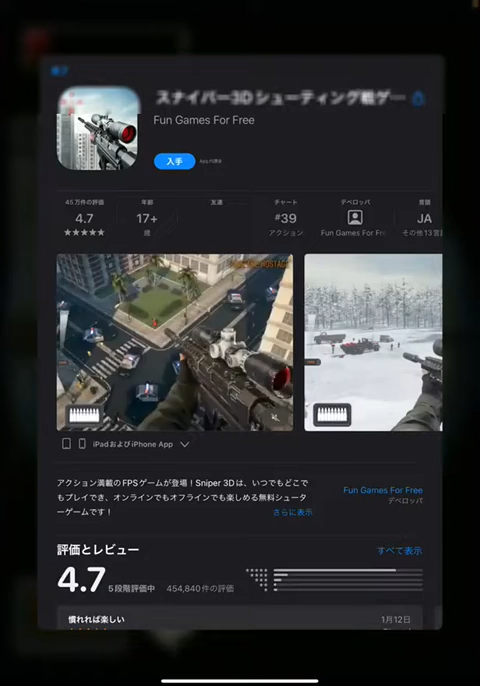 スナイパー3Dシューティング戦ゲ…
Fun Games For Free
入手
App内課金
45万件の評価
4.7
★★★★★
年齢
17+
歳
友達
チャート
#39
アクション
デベロッパ
Fun Games For Fre
言語
JA
その他13言語
iPadおよびiPhone App
アクション満載のFPSゲームが登場！Sniper 3Dは、いつでもどこで
もプレイでき、オンラインでもオフラインでも楽しめる無料シュータ
ーゲームです！
さらに表示
Fun Games For Free
デベロッパ
評価とレビュー
すべて表示
4.7
5段階評価中
454,840件の評価
慣れれば楽しい
1月12日